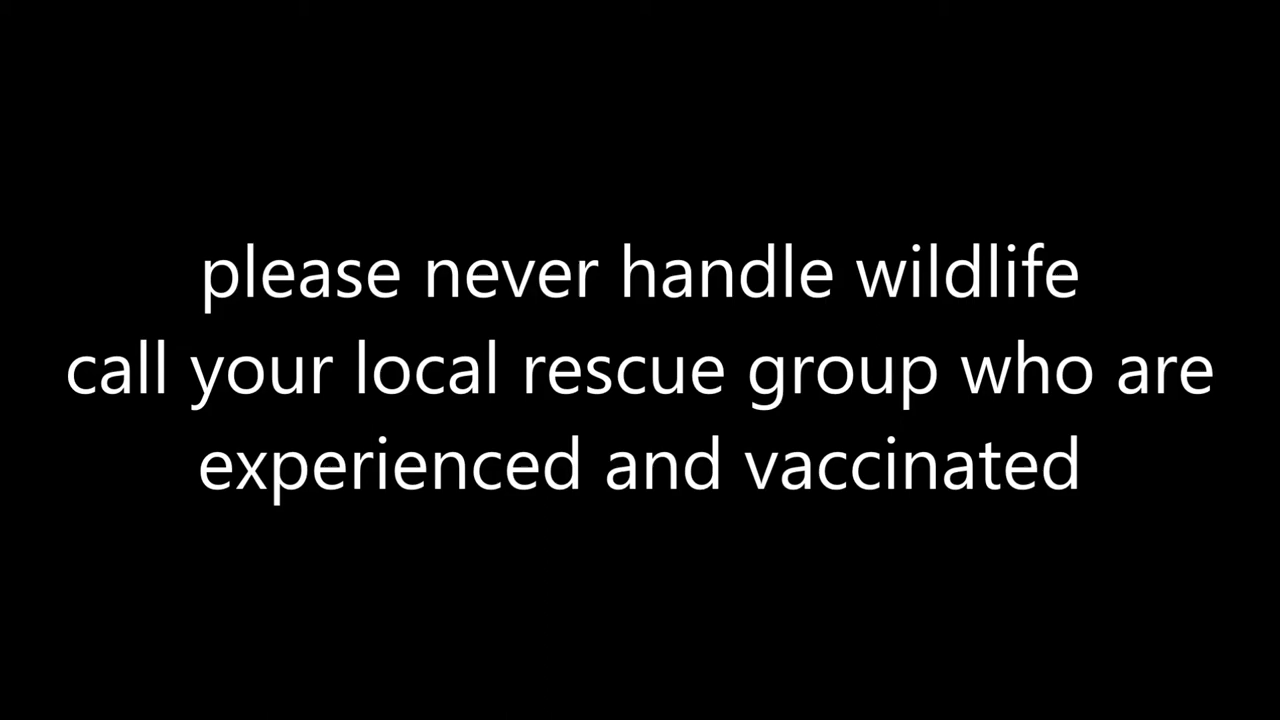 please never handle wildlife
call your local rescue group who are
experienced and vaccinated